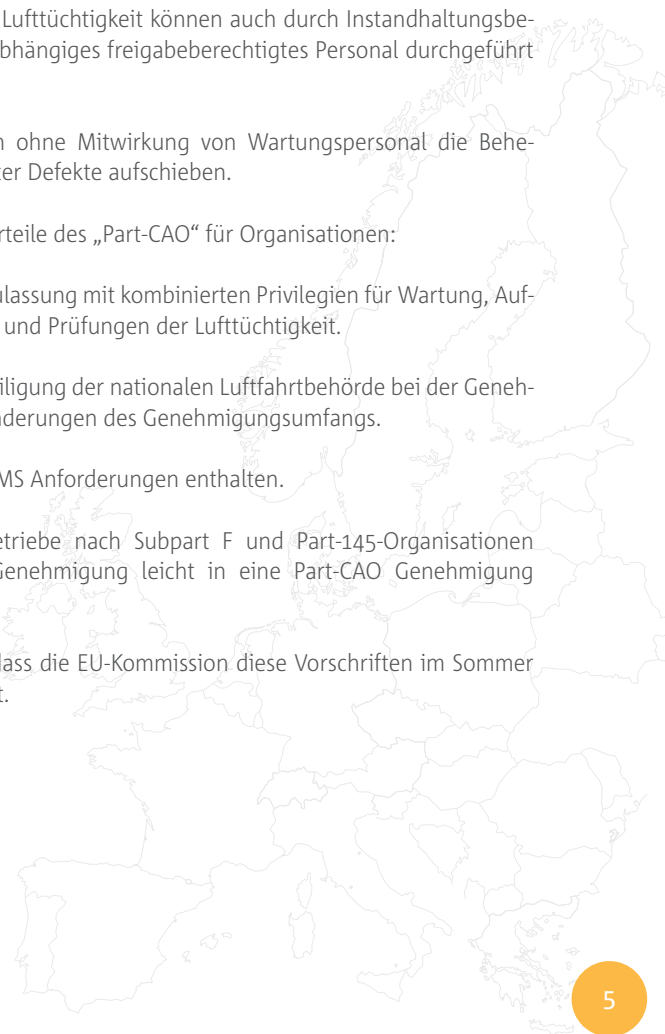 Lufttüchtigkeit können auch durch Instandhaltungsbe-
bhängiges freigabeberechtigtes Personal durchgeführt
ohne Mitwirkung von Wartungspersonal die Behe-
ter Defekte aufschieben.
rteile des „Part-CAO“ für Organisationen:
ulassung mit kombinierten Privilegien für Wartung, Auf-
und Prüfungen der Lufttüchtigkeit.
eiligung der nationalen Luftfahrtbehörde bei der Geneh-
nderungen des Genehmigungsumfangs.
MS Anforderungen enthalten.
etriebe nach Subpart F und Part-145-Organisationen
Genehmigung leicht in eine Part-CAO Genehmigung
dass die EU-Kommission diese Vorschriften im Sommer
t.
5